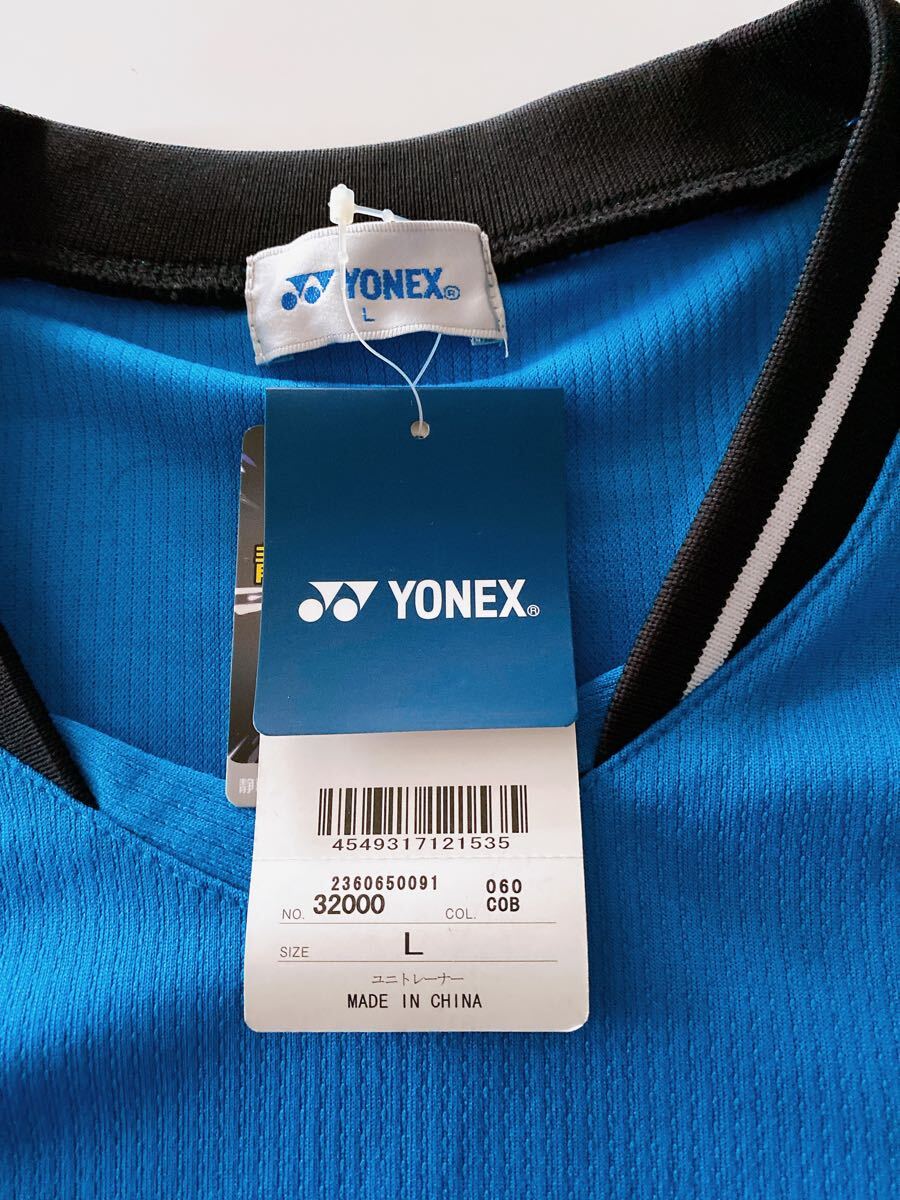 YONEX®
L
YONEX®
静
4549317121535
2360650091 060
NO. 32000 COL. COB
SIZE L
ユニトレーナー
MADE IN CHINA